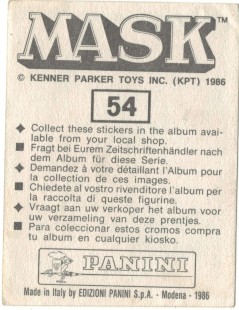 MASK™
© KENNER PARKER TOYS INC. (KPT) 1986
54
Collect these stickers in the album avai-
lable from your local shop.
Fragt bei Eurem Zeitschriftenhändler nach
dem Album für diese Serie.
Demandez à votre détaillant l'Album pour
la collection de ces images.
Chiedete al vostro rivenditore l'album per
la raccolta di queste figurine.
Vraagt aan uw verkoper het album voor
uw verzameling van deze prentjes.
Para coleccionar estos cromos compra
tu album en cualquier kiosko.
PANINI
Made in Italy by EDIZIONI PANINI S.p.A. - Modena - 1986